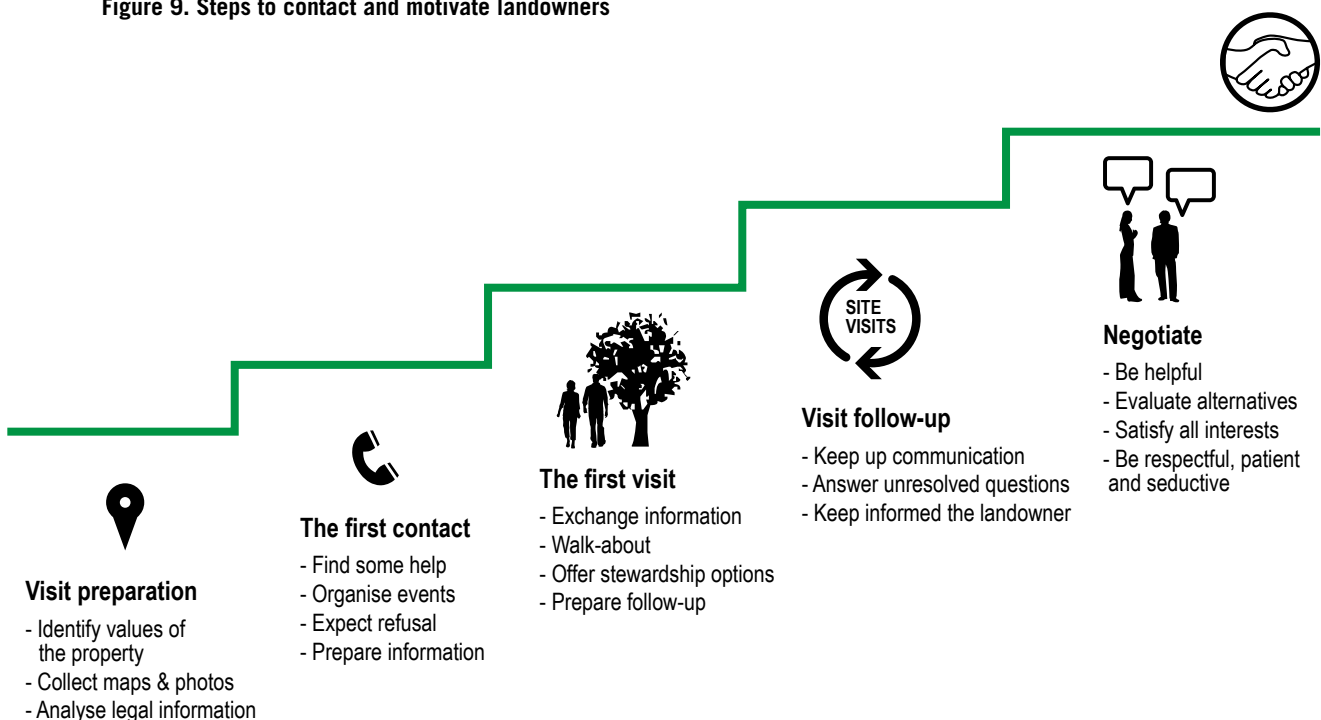 Figure 9. Steps to contact and motivate landowners
Visit preparation
- Identify values of
the property
- Collect maps & photos
- Analyse legal information
The first contact
- Find some help
- Organise events
- Expect refusal
- Prepare information
The first visit
- Exchange information
- Walk-about
- Offer stewardship options
- Prepare follow-up
SITE
VISITS
Visit follow-up
- Keep up communication
- Answer unresolved questions
- Keep informed the landowner
Negotiate
- Be helpful
- Evaluate alternatives
- Satisfy all interests
- Be respectful, patient
and seductive